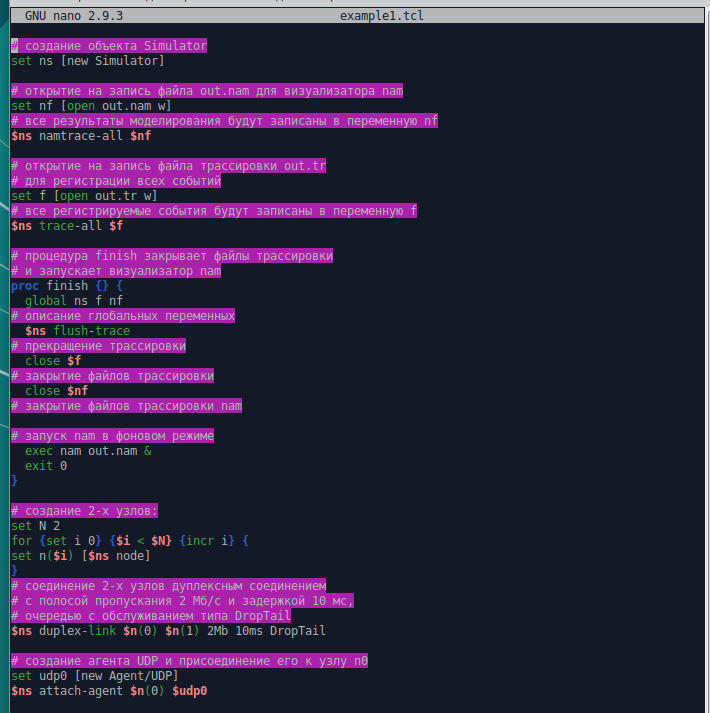 GNU nano 2.9.3 example1.tcl
# создание объекта Simulator
set ns [new Simulator]
# открытие на запись файла out.nam для визуализатора nam
set nf [open out.nam w]
# все результаты моделирования будут записаны в переменную nf
$ns namtrace-all $nf
# открытие на запись файла трассировки out.tr
# для регистрации всех событий
set f [open out.tr w]
# все регистрируемые события будут записаны в переменную f
$ns trace-all $f
# процедура finish закрывает файлы трассировки
# и запускает визуализатор nam
proc finish {} {
global ns f nf
# описание глобальных переменных
$ns flush-trace
# прекращение трассировки
close $f
# закрытие файлов трассировки
close $nf
# закрытие файлов трассировки nam
# запуск nam в фоновом режиме
exec nam out.nam &
exit 0
}
# создание 2-х узлов:
set N 2
for {set i 0} {$i < $N} {incr i} {
set n($i) [$ns node]
}
# соединение 2-х узлов дуплексным соединением
# с полосой пропускания 2 Мб/с и задержкой 10 мс,
# очередью с обслуживанием типа DropTail
$ns duplex-link $n(0) $n(1) 2Mb 10ms DropTail
# создание агента UDP и присоединение его к узлу n0
set udp0 [new Agent/UDP]
$ns attach-agent $n(0) $udp0